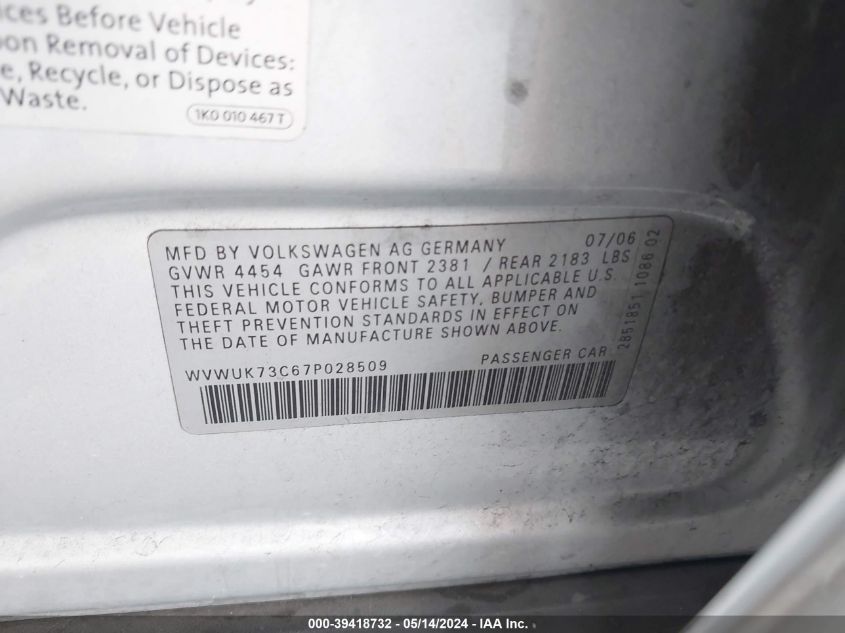 ices Before Vehicle
on Removal of Devices:
e, Recycle, or Dispose as
Waste.
1K0 010 467 T
MFD BY VOLKSWAGEN AG GERMANY 07/06
GVWR 4454 GAWR FRONT 2381 / REAR 2183 LBS
THIS VEHICLE CONFORMS TO ALL APPLICABLE U.S.
FEDERAL MOTOR VEHICLE SAFETY, BUMPER AND
THEFT PREVENTION STANDARDS IN EFFECT ON
THE DATE OF MANUFACTURE SHOWN ABOVE.
WVWUK73C67P028509 PASSENGER CAR
2B51851 1086 02
000-39418732 - 05/14/2024 - IAA Inc.